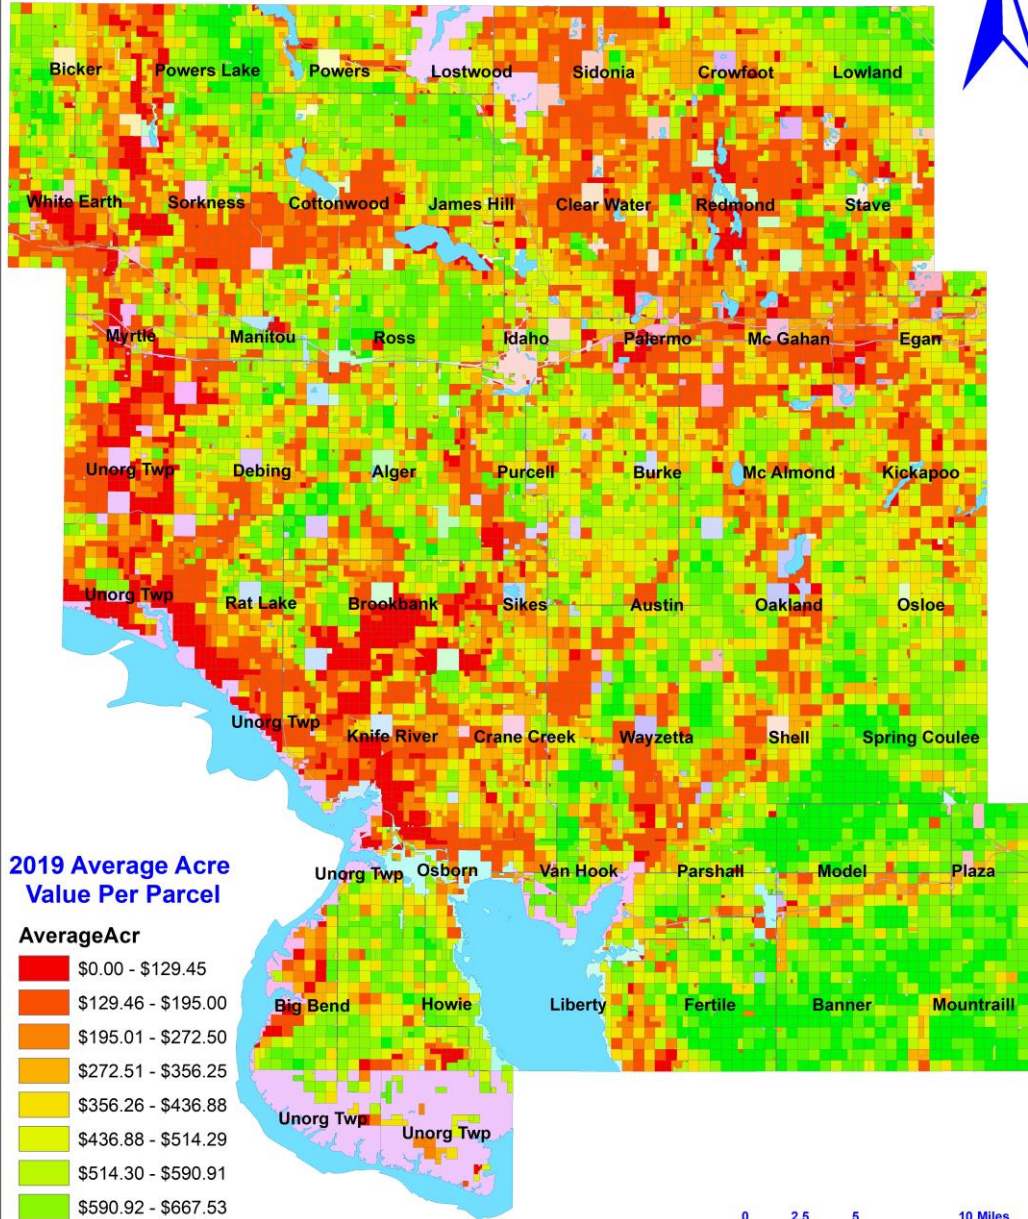 Bicker Powers Lake Powers Lostwood Sidonia Crowfoot Lowland
White Earth Sorkness Cottonwood James Hill Clear Water Redmond Stave
Myrtle Manitou Ross Idaho Palermo Mc Gahan Egan
Unorg Twp Debing Alger Purcell Burke Mc Almond Kickapoo
Unorg Twp Rat Lake Brookbank Sikes Austin Oakland Osloe
Unorg Twp Knife River Crane Creek Wayzetta Shell Spring Coulee
Unorg Twp Osborn Van Hook Parshall Model Plaza
Big Bend Howie Liberty Fertile Banner Mountraill
Unorg Twp Unorg Twp
2019 Average Acre
Value Per Parcel
AverageAcr
$0.00 - $129.45
$129.46 - $195.00
$195.01 - $272.50
$272.51 - $356.25
$356.26 - $436.88
$436.88 - $514.29
$514.30 - $590.91
$590.92 - $667.53
0 2.5 5 10 Miles